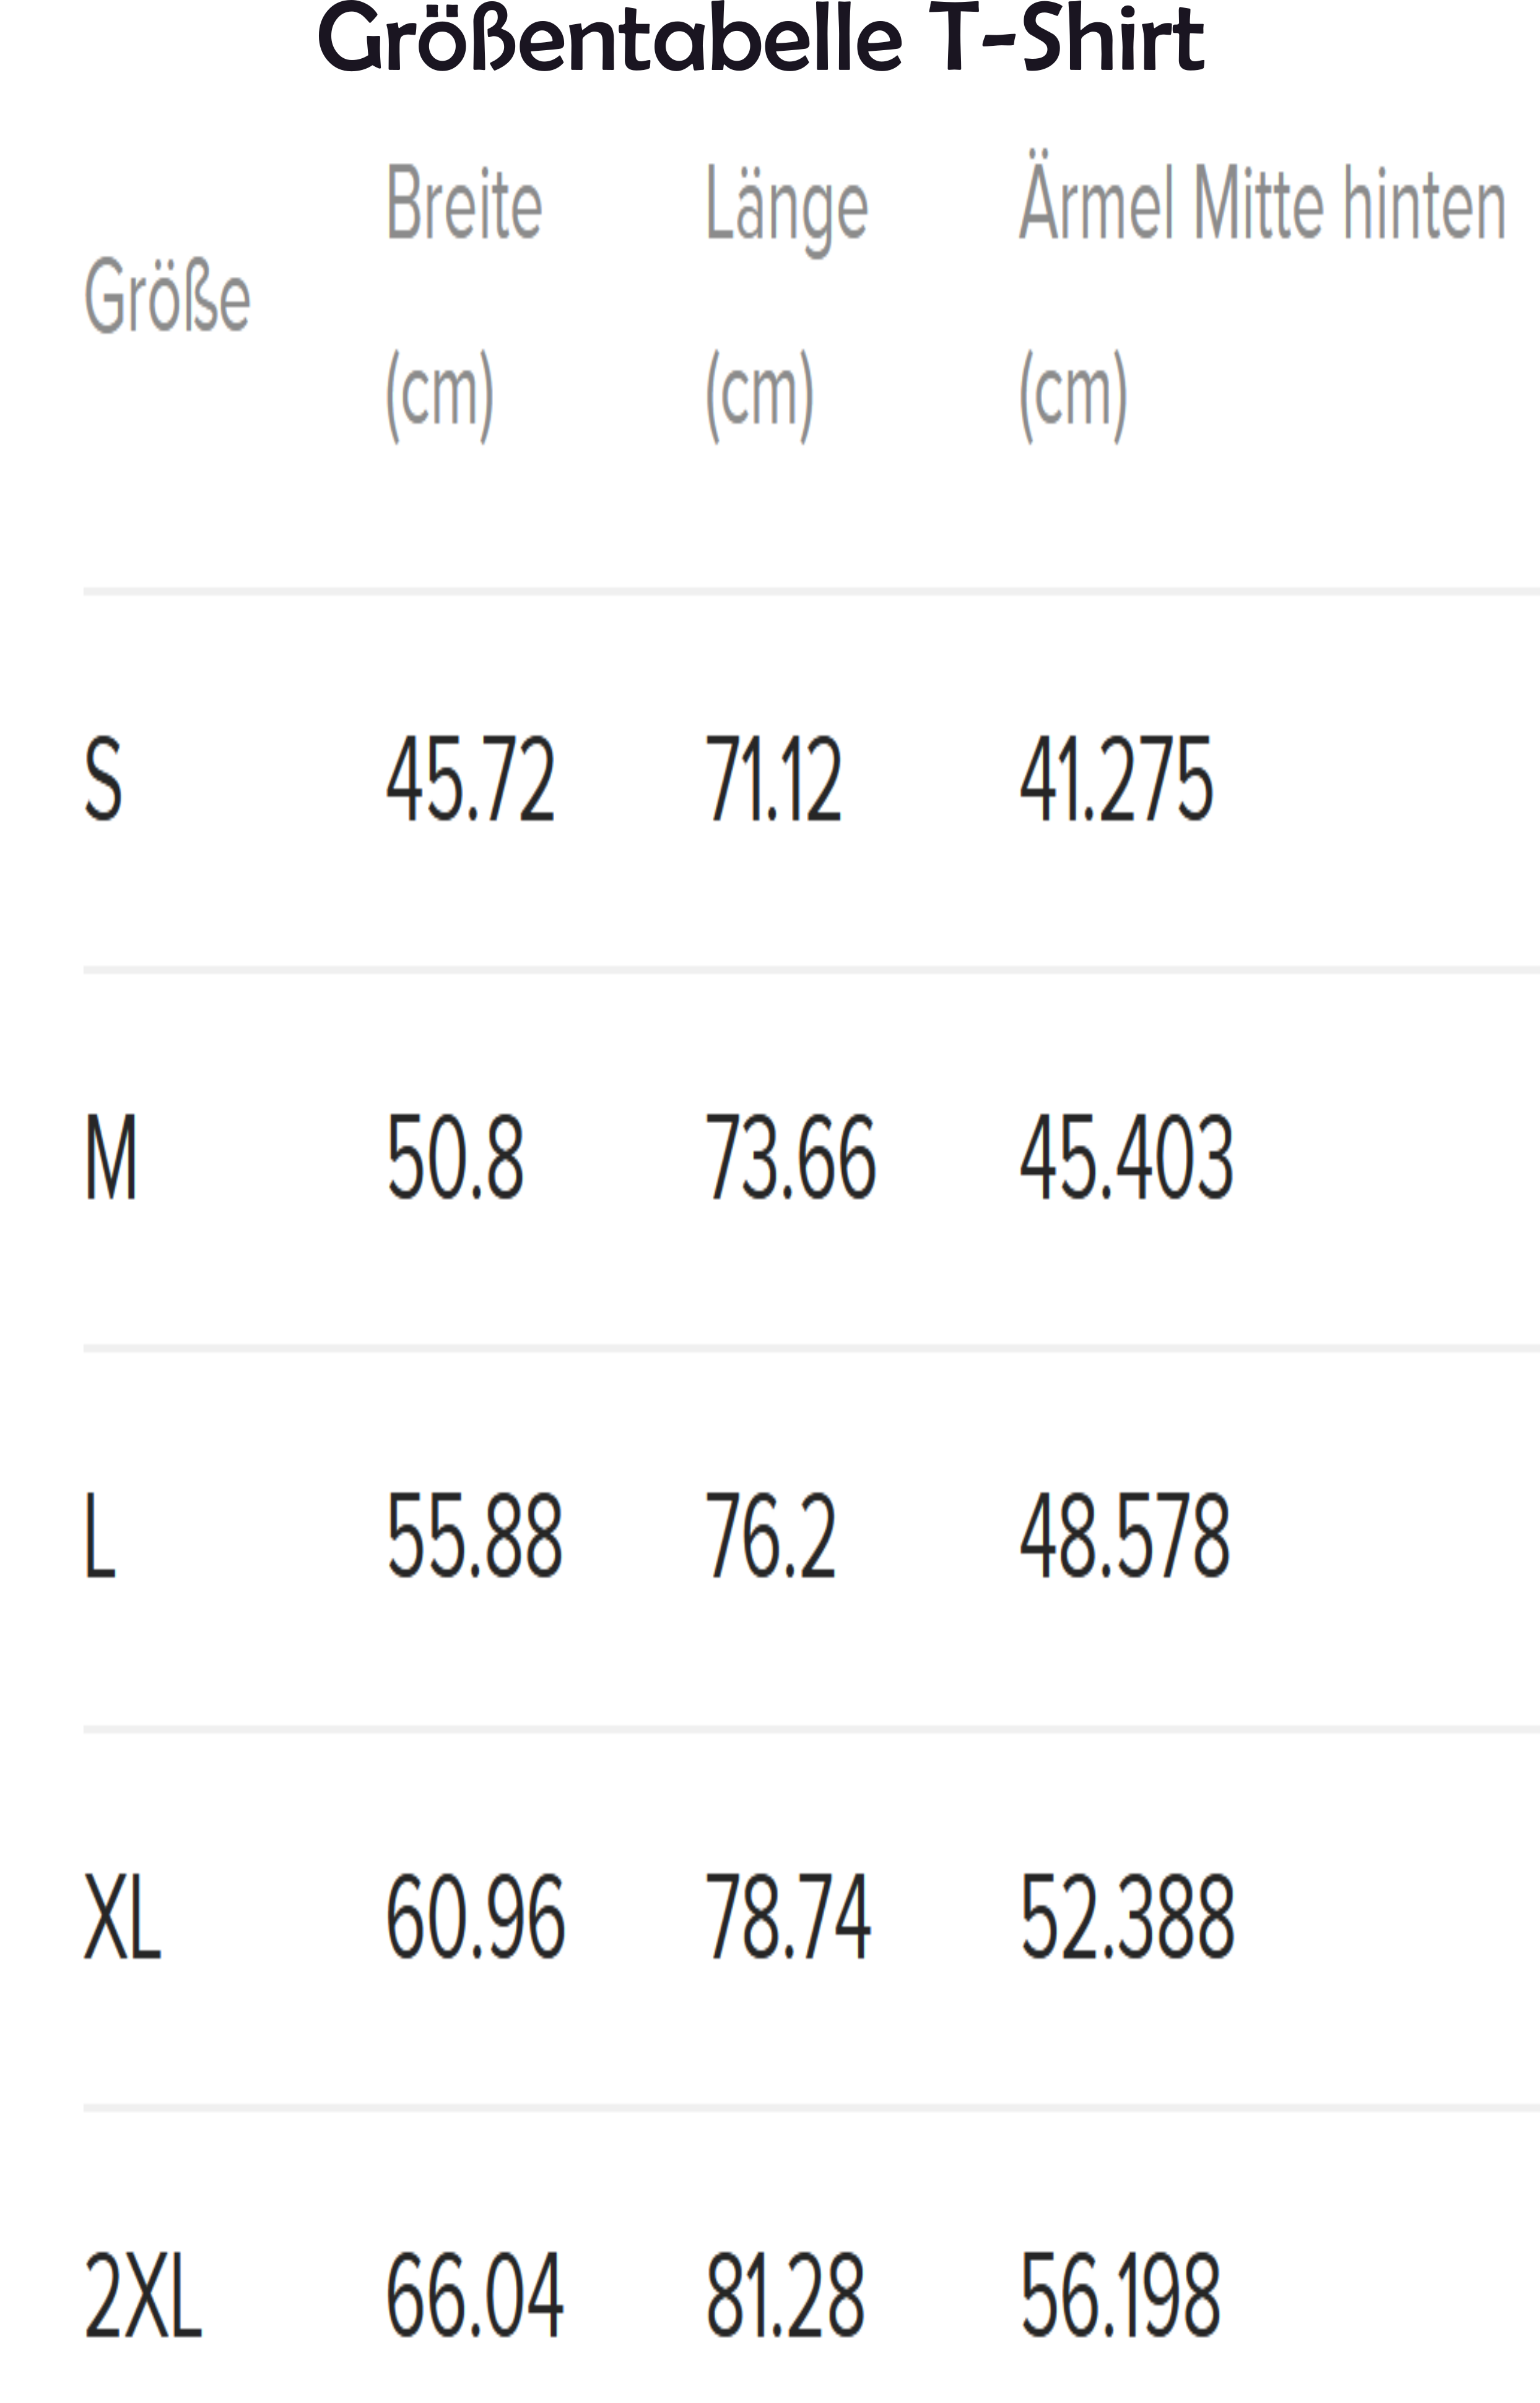 Größentabelle T-Shirt
Größe Breite (cm) Länge (cm) Ärmel Mitte hinten (cm)
S 45.72 71.12 41.275
M 50.8 73.66 45.403
L 55.88 76.2 48.578
XL 60.96 78.74 52.388
2XL 66.04 81.28 56.198